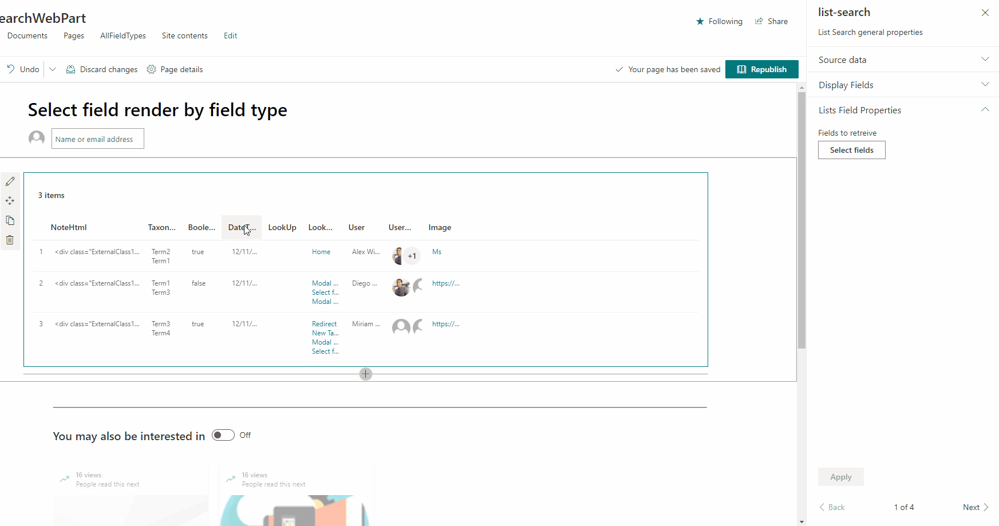 earchWebPart
Documents Pages AllFieldTypes Site contents Edit
Following Share
Undo Discard changes Page details
Your page has been saved Republish
Select field render by field type
Name or email address
3 items
NoteHtml Taxon... Boole... DateT... LookUp Look... User User... Image
1 <div class="ExternalClass1... Term2 true 12/11/... Home Alex Wi... +1 Ms
Term1
2 <div class="ExternalClass1... Term1 false 12/11/... Modal ... Diego ... https://...
Term3 Select f...
Modal ...
3 <div class="ExternalClass1... Term3 true 12/11/... Redirect Miriam ... https://...
Term4 New Ta...
Modal ...
Select f...
You may also be interested in Off
16 views 16 views
People read this next People read this next
list-search
List Search general properties
Source data
Display Fields
Lists Field Properties
Fields to retreive
Select fields
Apply
Back 1 of 4 Next